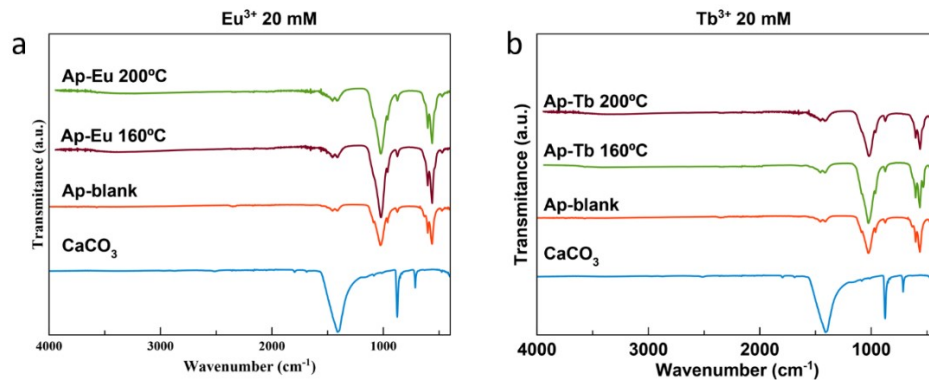 Eu³⁺ 20 mM
a
Ap-Eu 200ºC
Ap-Eu 160ºC
Ap-blank
CaCO₃
Transmitance (a.u.)
4000 3000 2000 1000
Wavenumber (cm⁻¹)
Tb³⁺ 20 mM
b
Ap-Tb 200ºC
Ap-Tb 160ºC
Ap-blank
CaCO₃
Transmitance (a.u.)
4000 3000 2000 1000
Wavenumber (cm⁻¹)